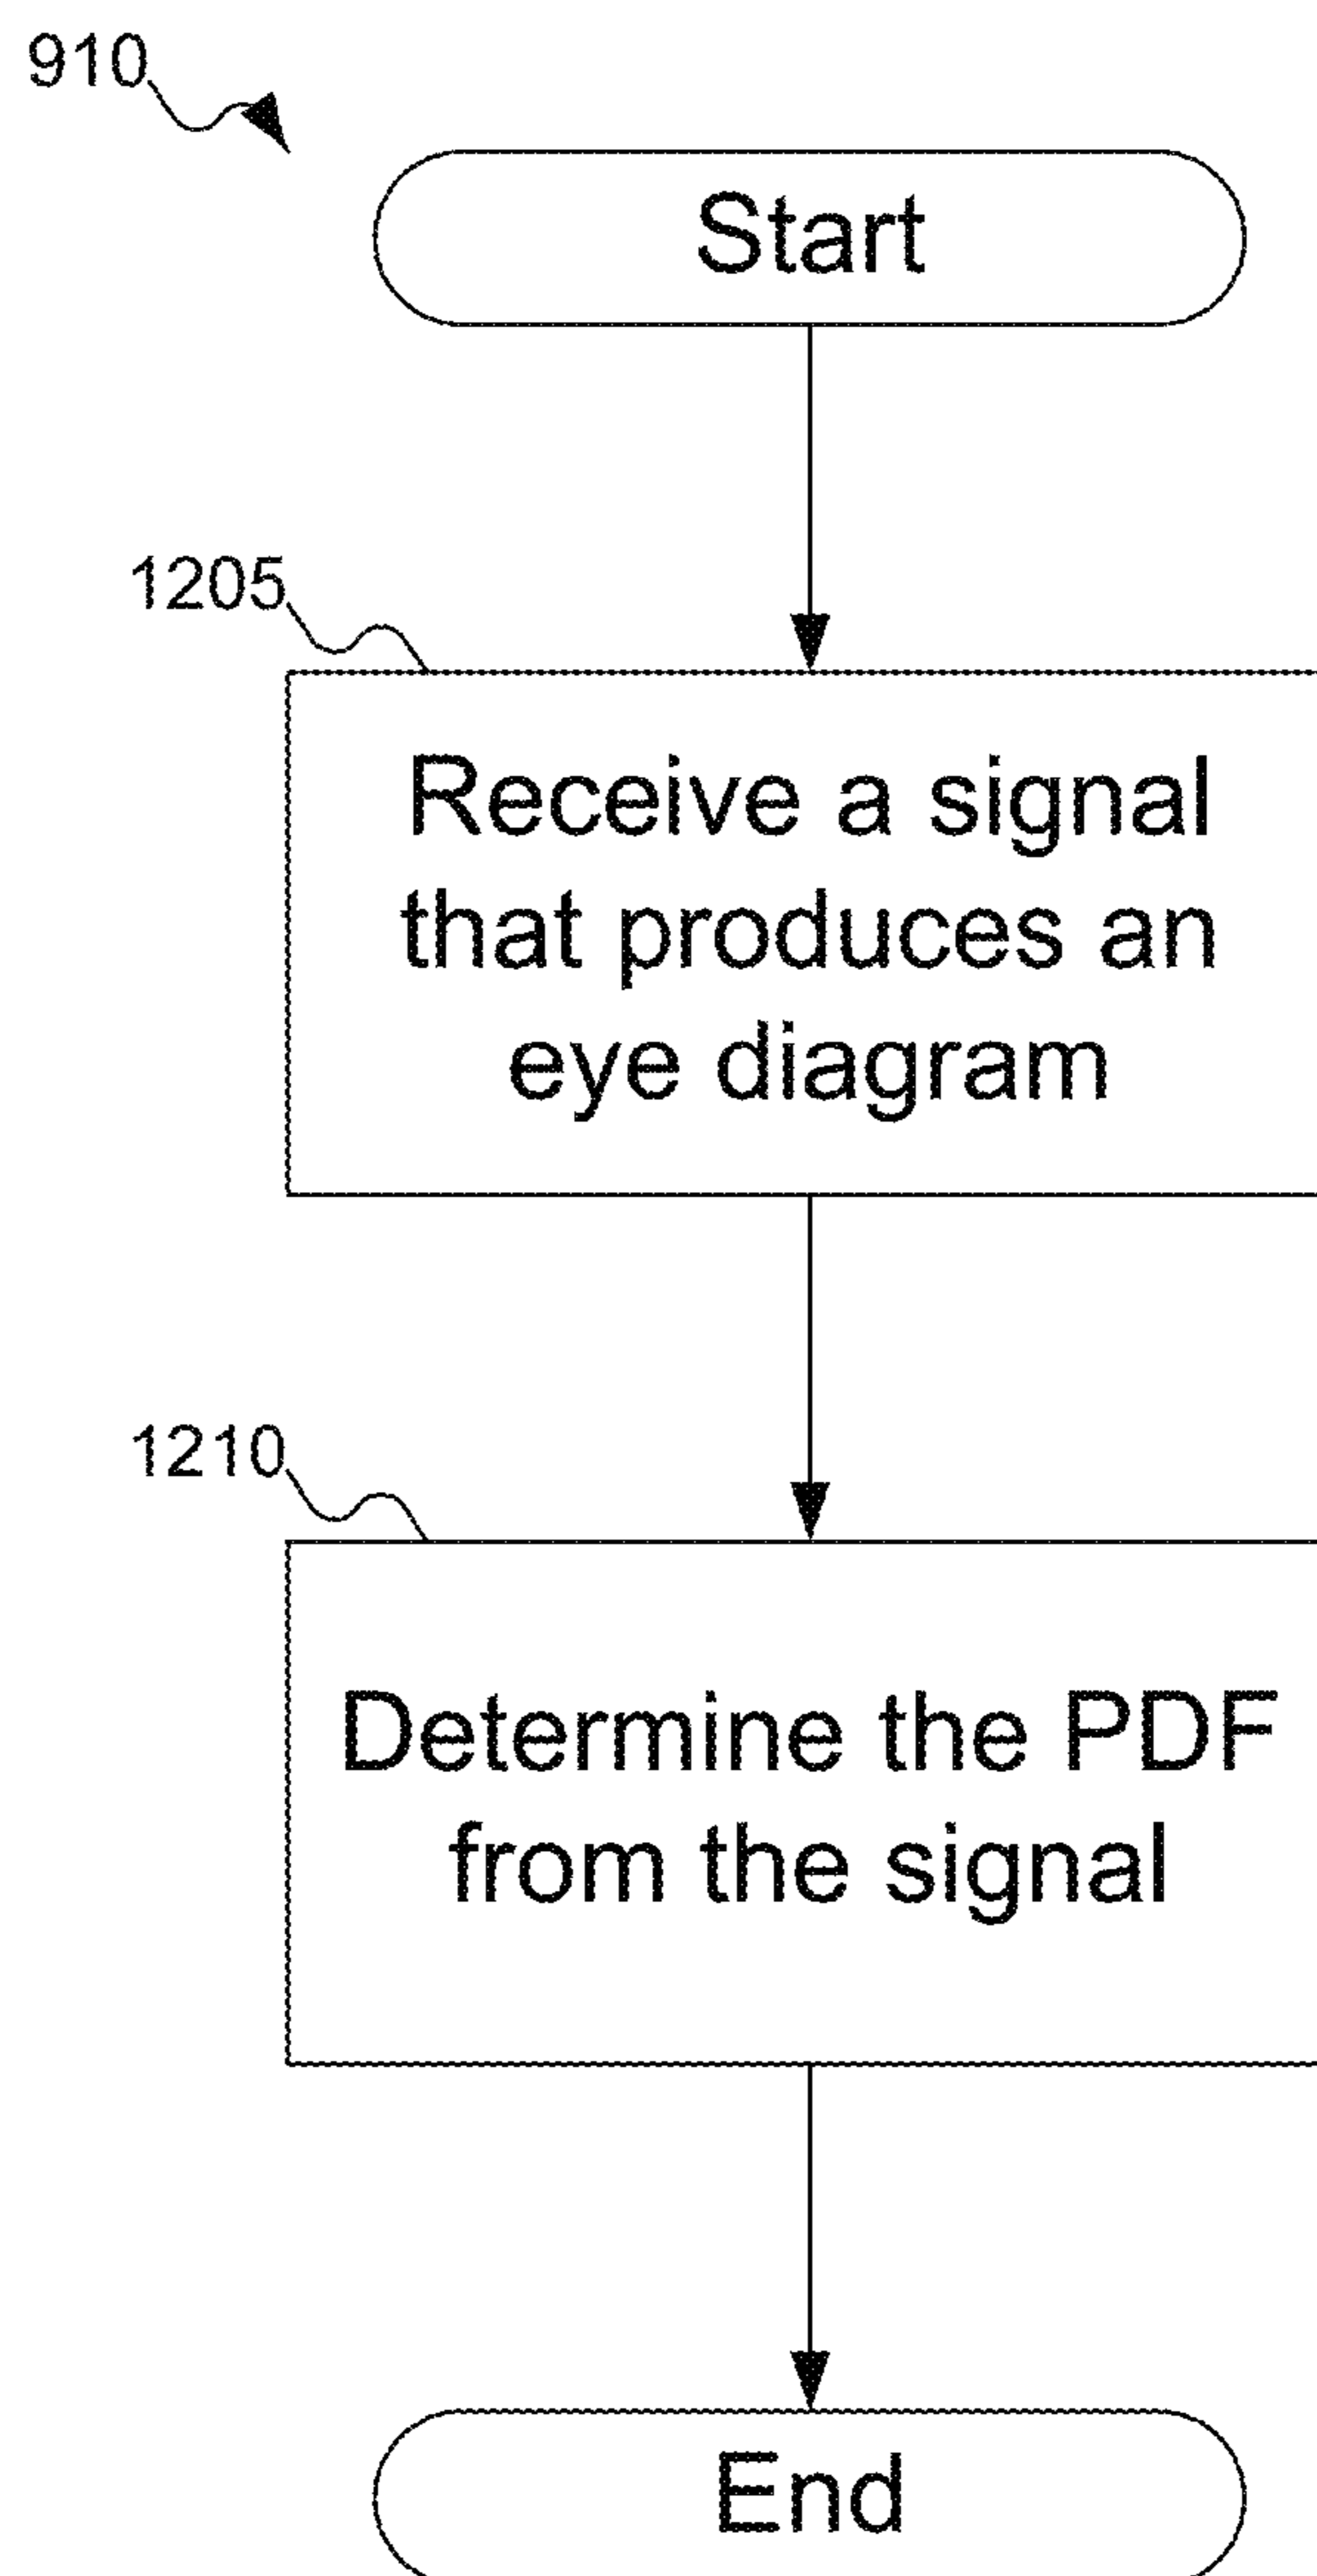 910
Start
1205
Receive a signal
that produces an
eye diagram
1210
Determine the PDF
from the signal
End